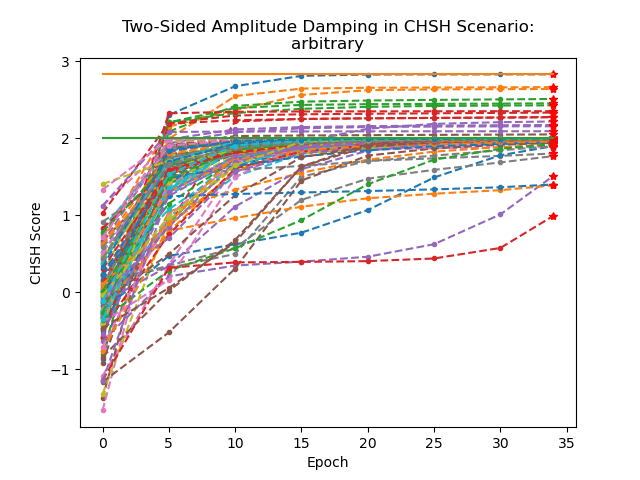 Two-Sided Amplitude Damping in CHSH Scenario:
arbitrary
3
2
1
0
−1
CHSH Score
0 5 10 15 20 25 30 35
Epoch